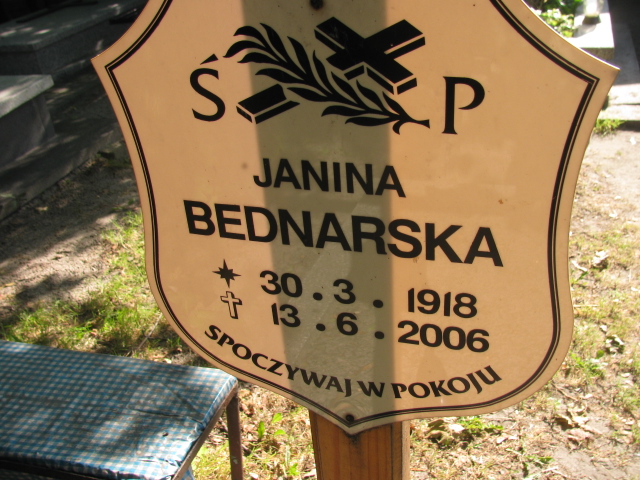 Ś P
JANINA
BEDNARSKA
30.3.1918
13.6.2006
SPOCZYWAJ W POKOJU